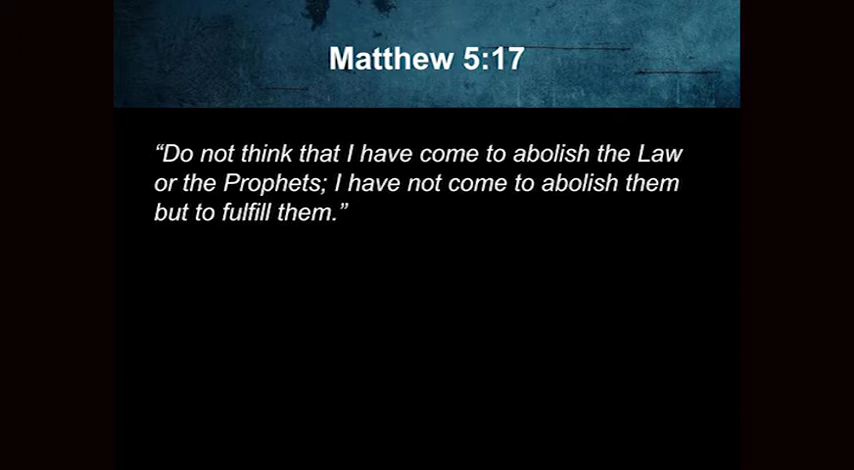 Matthew 5:17
“Do not think that I have come to abolish the Law
or the Prophets; I have not come to abolish them
but to fulfill them.”